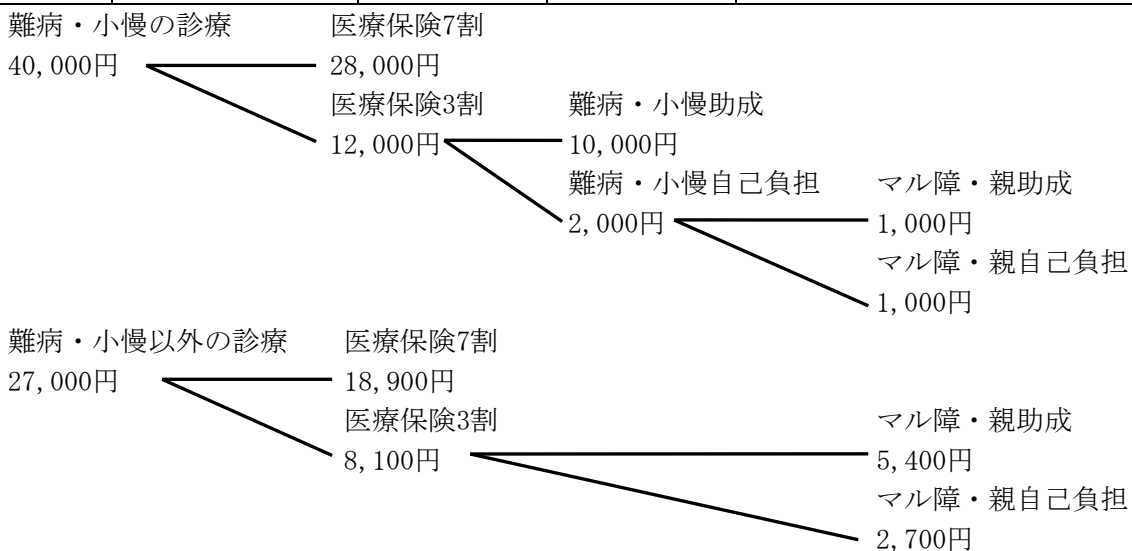 難病・小慢の診療 医療保険7割
40,000円 28,000円
医療保険3割 難病・小慢助成
12,000円 10,000円
難病・小慢自己負担 マル障・親助成
2,000円 1,000円
マル障・親自己負担
1,000円
難病・小慢以外の診療 医療保険7割
27,000円 18,900円
医療保険3割 マル障・親助成
8,100円 5,400円
マル障・親自己負担
2,700円